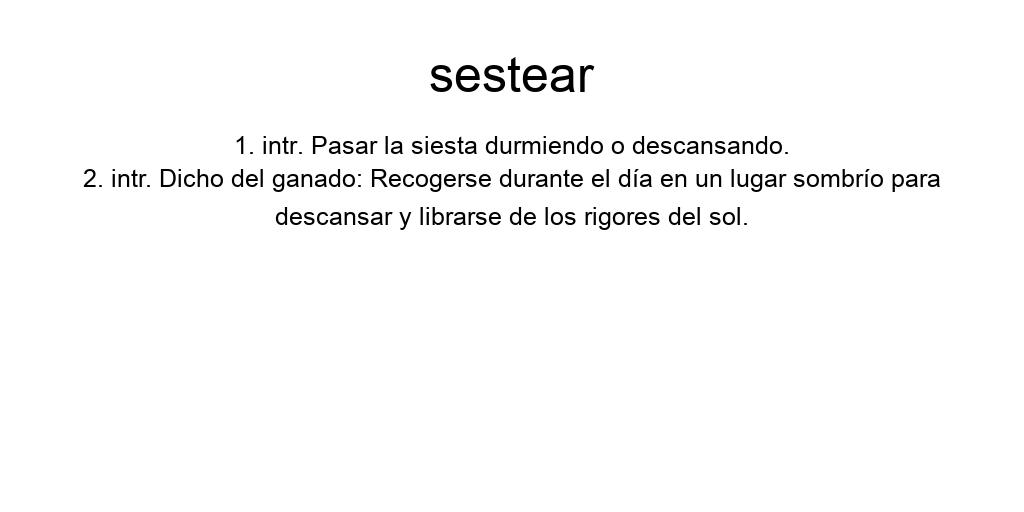 sestear
1. intr. Pasar la siesta durmiendo o descansando.
2. intr. Dicho del ganado: Recogerse durante el día en un lugar sombrío para
descansar y librarse de los rigores del sol.